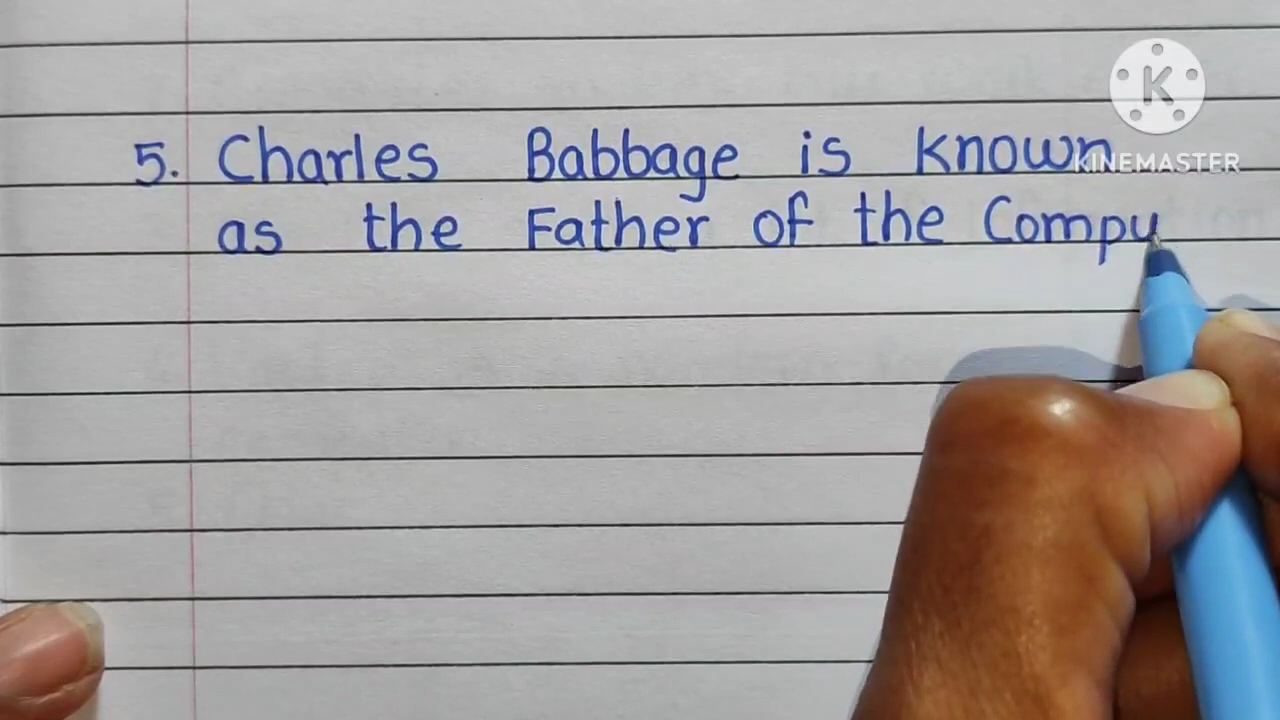 5. Charles Babbage is known
as the Father of the Compu
K
KINEMASTER